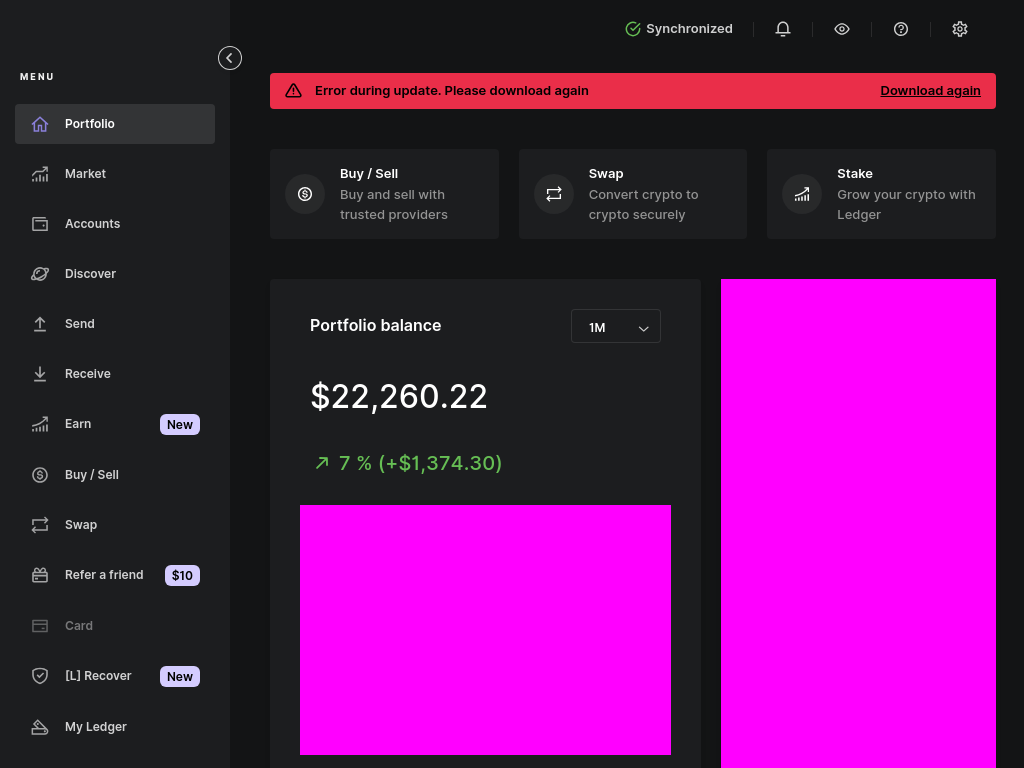 Synchronized
MENU
Error during update. Please download again
Download again
Portfolio
Market
Accounts
Discover
Send
Receive
Earn
New
Buy / Sell
Swap
Refer a friend
$10
Card
[L] Recover
New
My Ledger
Buy / Sell
Buy and sell with
trusted providers
Swap
Convert crypto to
crypto securely
Stake
Grow your crypto with
Ledger
Portfolio balance
1M
$22,260.22
7 % (+$1,374.30)